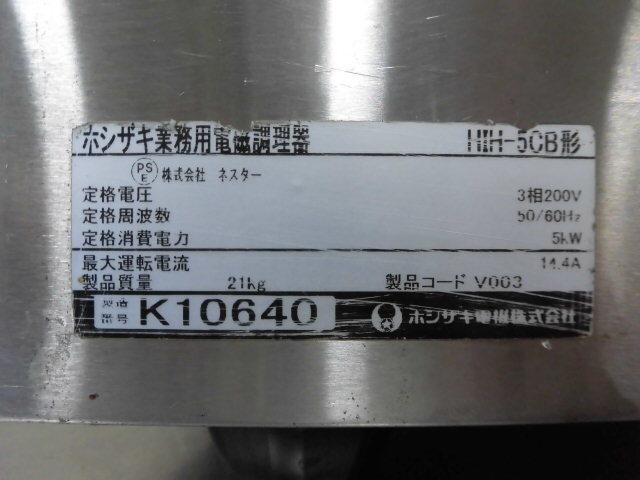 ホシザキ業務用電磁調理器 HIH-5CB形
PS E 株式会社 ネスター
定格電圧 3相200V
定格周波数 50/60Hz
定格消費電力 5kW
最大運転電流 14.4A
製品質量 21kg 製品コード V003
製造番号 K10640 ホシザキ電機株式会社